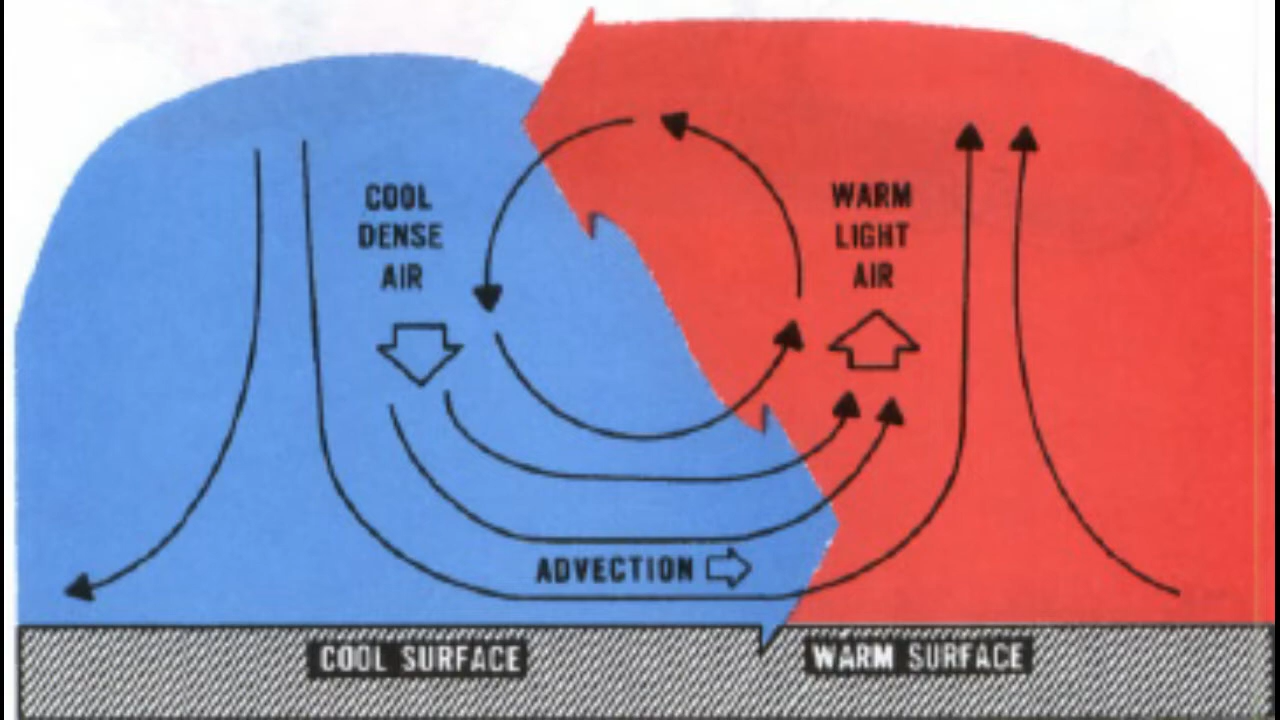 COOL
DENSE
AIR
WARM
LIGHT
AIR
ADVECTION
COOL SURFACE
WARM SURFACE